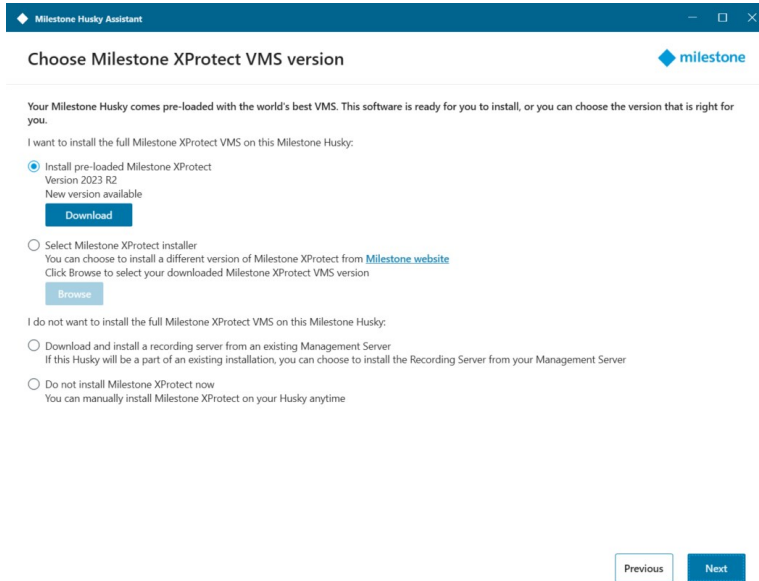 Milestone Husky Assistant
Choose Milestone XProtect VMS version
milestone
Your Milestone Husky comes pre-loaded with the world's best VMS. This software is ready for you to install, or you can choose the version that is right for
you.
I want to install the full Milestone XProtect VMS on this Milestone Husky:
Install pre-loaded Milestone XProtect
Version 2023 R2
New version available
Download
Select Milestone XProtect installer
You can choose to install a different version of Milestone XProtect from Milestone website
Click Browse to select your downloaded Milestone XProtect VMS version
Browse
I do not want to install the full Milestone XProtect VMS on this Milestone Husky:
Download and install a recording server from an existing Management Server
If this Husky will be a part of an existing installation, you can choose to install the Recording Server from your Management Server
Do not install Milestone XProtect now
You can manually install Milestone XProtect on your Husky anytime
Previous
Next